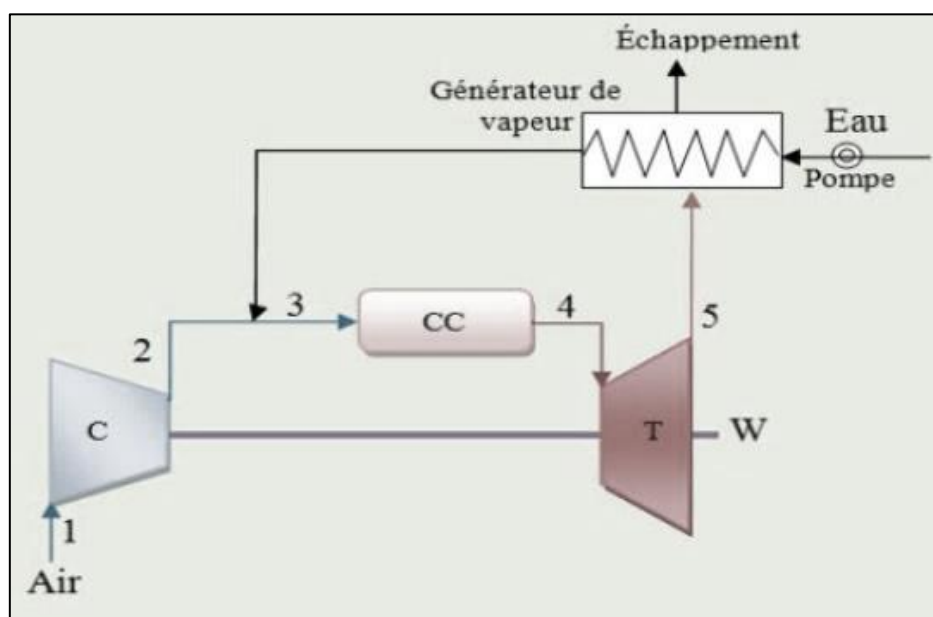 Échappement
Générateur de
vapeur
Eau
Pompe
3
CC
4
5
2
C
T
W
1
Air